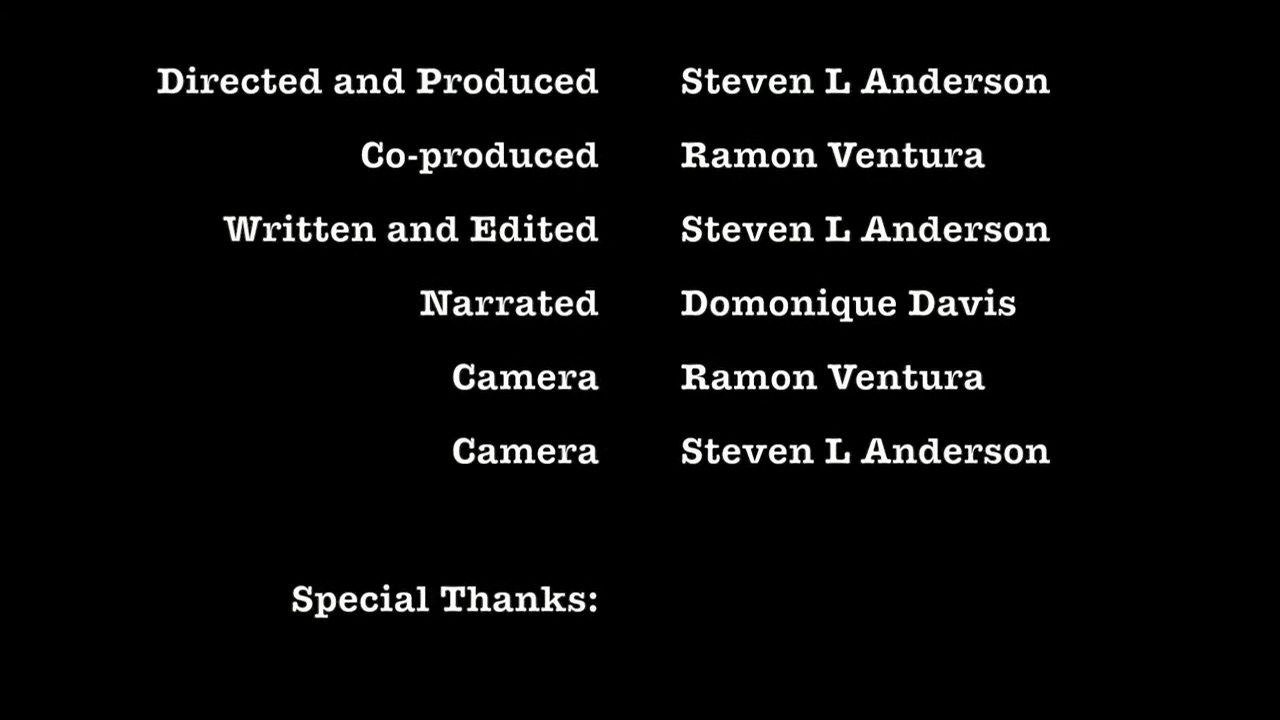 Directed and Produced Steven L Anderson
Co-produced Ramon Ventura
Written and Edited Steven L Anderson
Narrated Domonique Davis
Camera Ramon Ventura
Camera Steven L Anderson
Special Thanks: